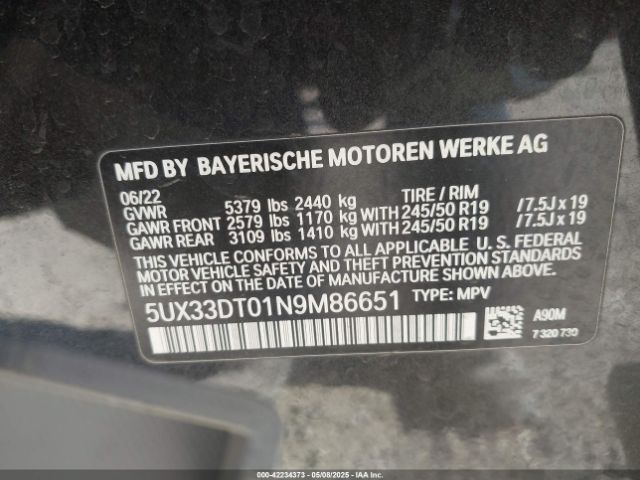 MFD BY BAYERISCHE MOTOREN WERKE AG
06/22 TIRE / RIM
GVWR 5379 lbs 2440 kg
GAWR FRONT 2579 lbs 1170 kg WITH 245/50 R19 /7.5J x 19
GAWR REAR 3109 lbs 1410 kg WITH 245/50 R19 /7.5J x 19
THIS VEHICLE CONFORMS TO ALL APPLICABLE U. S. FEDERAL
MOTOR VEHICLE SAFETY AND THEFT PREVENTION STANDARDS
IN EFFECT ON THE DATE OF MANUFACTURE SHOWN ABOVE.
5UX33DT01N9M86651 TYPE: MPV
A90M
7 320 730
000-42234373 - 05/08/2025 - IAAI.COM